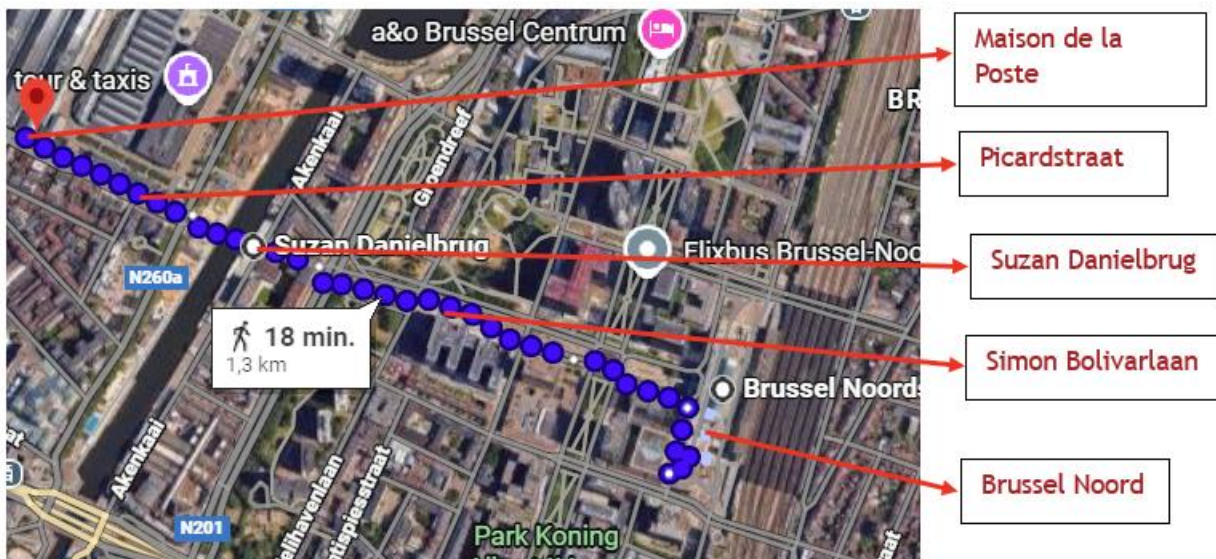 a&o Brussel Centrum
tour & taxis
BR
Akenkaai
Groendreef
Suzan Danielbrug
Flixbus Brussel-Noo
N260a
18 min.
1,3 km
Brussel Noords
Akenkaai
N201
Park Koning
straat
Maison de la
Poste
Picardstraat
Suzan Danielbrug
Simon Bolivarlaan
Brussel Noord